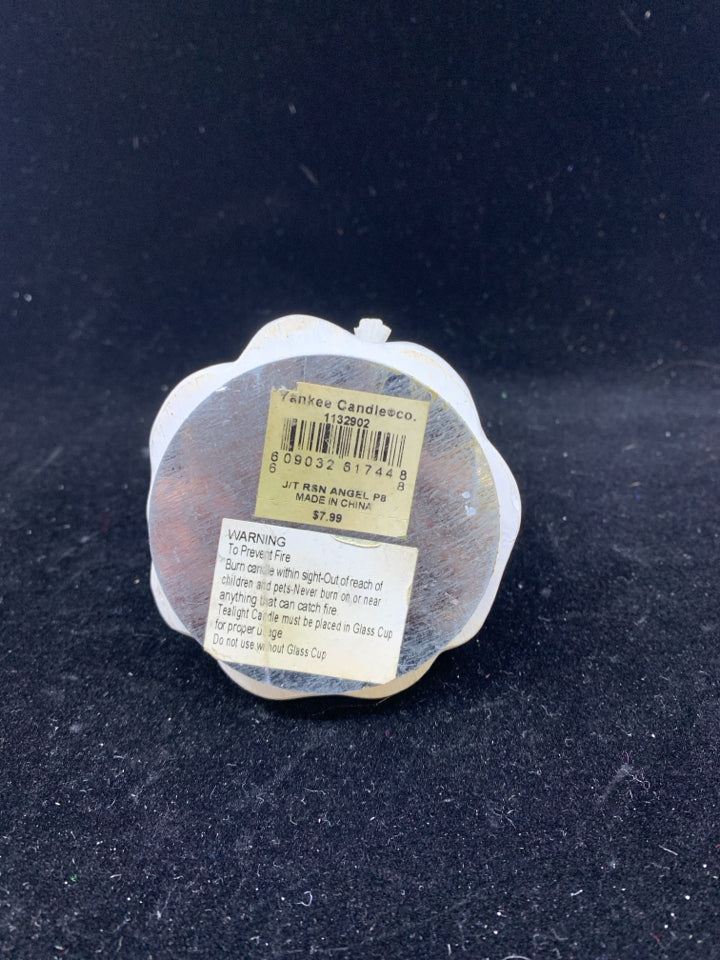 Yankee Candle®co.
1132902
6 09032 61744 8
6 8
J/T RSN ANGEL P8
MADE IN CHINA
$7.99
WARNING
To Prevent Fire
Burn candle within sight-Out of reach of
children and pets-Never burn on or near
anything that can catch fire
Tealight Candle must be placed in Glass Cup
for proper usage
Do not use without Glass Cup